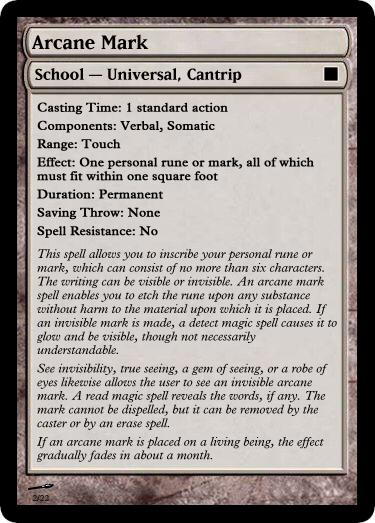 Arcane Mark
School — Universal, Cantrip
Casting Time: 1 standard action
Components: Verbal, Somatic
Range: Touch
Effect: One personal rune or mark, all of which
must fit within one square foot
Duration: Permanent
Saving Throw: None
Spell Resistance: No
This spell allows you to inscribe your personal rune or
mark, which can consist of no more than six characters.
The writing can be visible or invisible. An arcane mark
spell enables you to etch the rune upon any substance
without harm to the material upon which it is placed. If
an invisible mark is made, a detect magic spell causes it to
glow and be visible, though not necessarily
understandable.
See invisibility, true seeing, a gem of seeing, or a robe of
eyes likewise allows the user to see an invisible arcane
mark. A read magic spell reveals the words, if any. The
mark cannot be dispelled, but it can be removed by the
caster or by an erase spell.
If an arcane mark is placed on a living being, the effect
gradually fades in about a month.
2/22